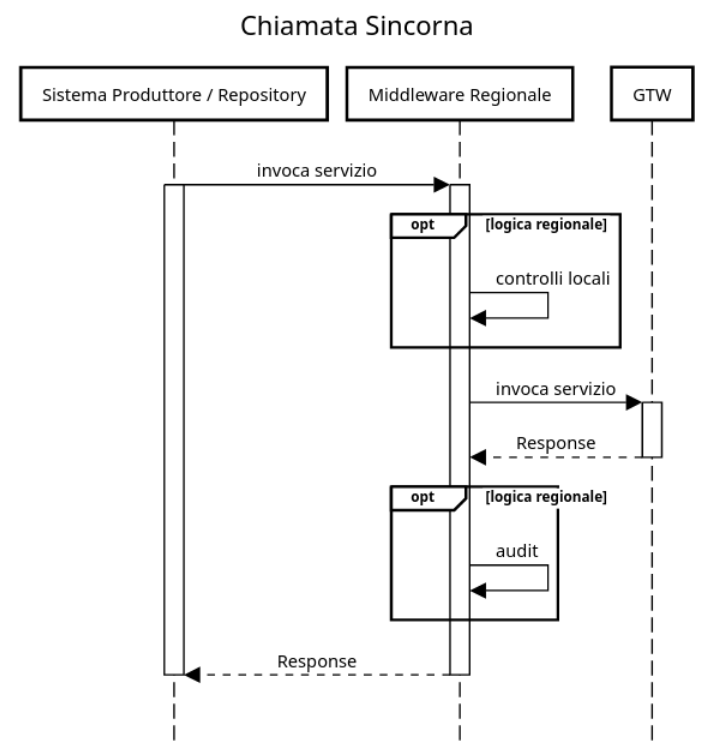 Chiamata Sincorna
Sistema Produttore / Repository
Middleware Regionale
GTW
invoca servizio
opt
[logica regionale]
controlli locali
invoca servizio
Response
opt
[logica regionale]
audit
Response